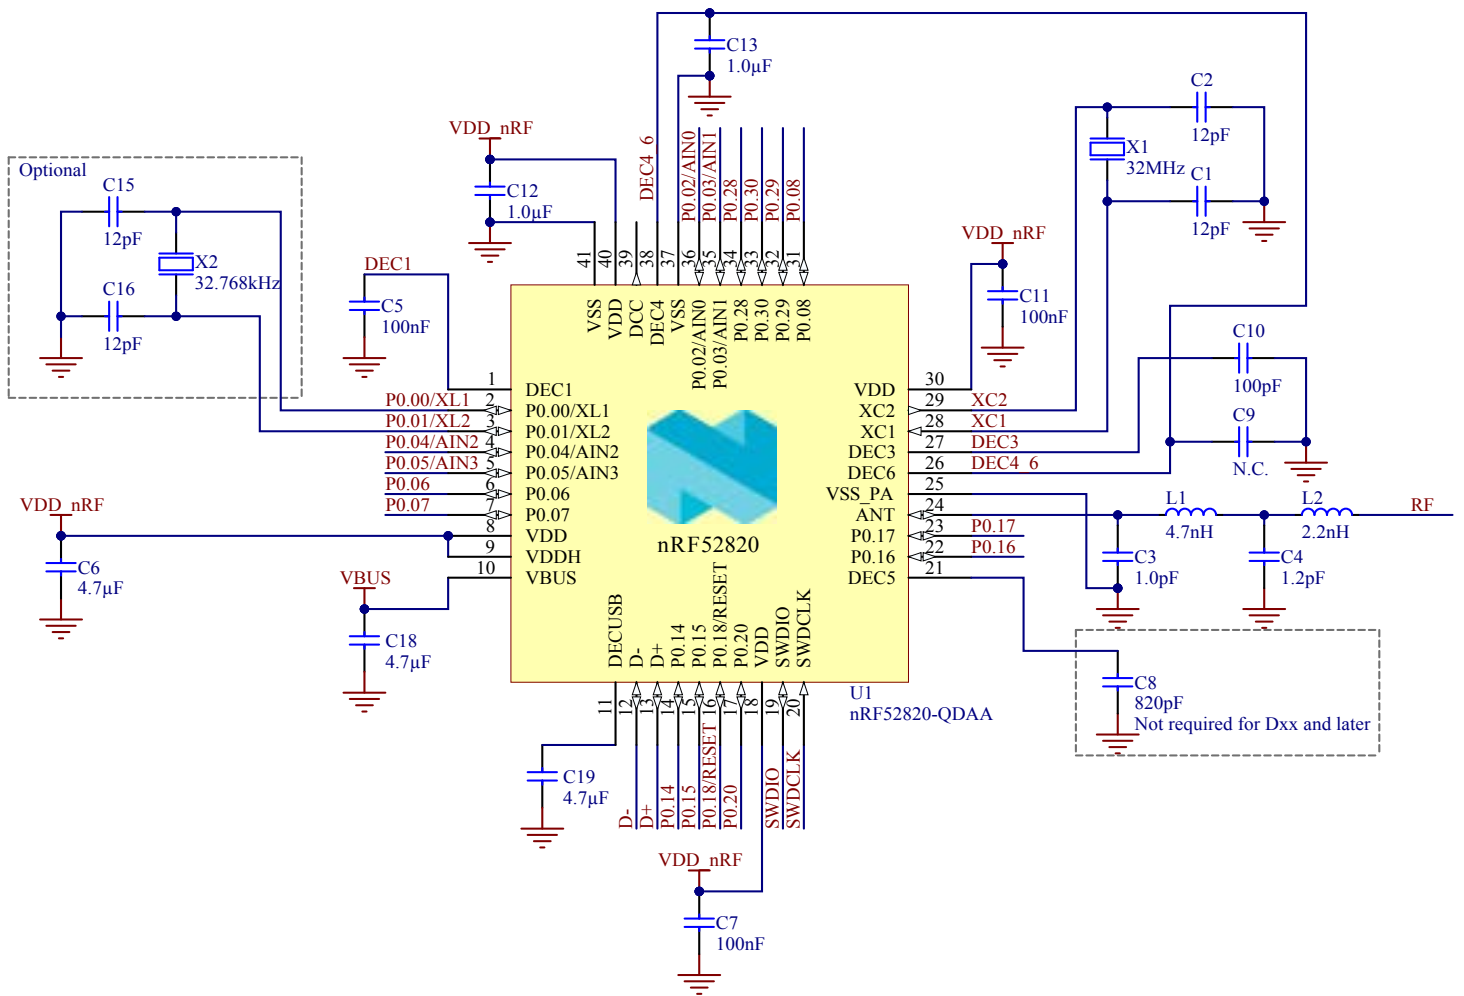 C13
1.0µF
C2
12pF
X1
32MHz
C1
12pF
VDD_nRF
C12
1.0µF
DEC4_6
P0.02/AIN0
P0.03/AIN1
P0.28
P0.30
P0.29
P0.08
Optional
C15
12pF
X2
32.768kHz
C16
12pF
DEC1
C5
100nF
VDD_nRF
C11
100nF
C10
100pF
C9
N.C.
41
40
39
38
37
36
35
34
33
32
31
VSS
VDD
DCC
DEC4
VSS
P0.02/AIN0
P0.03/AIN1
P0.28
P0.30
P0.29
P0.08
1 DEC1
P0.00/XL1 2 P0.00/XL1
P0.01/XL2 3 P0.01/XL2
P0.04/AIN2 4 P0.04/AIN2
P0.05/AIN3 5 P0.05/AIN3
P0.06 6 P0.06
P0.07 7 P0.07
8 VDD
9 VDDH
10 VBUS
VDD 30
XC2 29 XC2
XC1 28 XC1
DEC3 27 DEC3
DEC6 26 DEC4_6
VSS_PA 25
ANT 24
P0.17 23 P0.17
P0.16 22 P0.16
DEC5 21
nRF52820
VDD_nRF
C6
4.7µF
VBUS
C18
4.7µF
L1
4.7nH
L2
2.2nH
RF
C3
1.0pF
C4
1.2pF
C8
820pF
Not required for Dxx and later
DECUSB
D-
D+
P0.14
P0.15
P0.18/RESET
P0.20
VDD
SWDIO
SWDCLK
U1
nRF52820-QDAA
11
12
13
14
15
16
17
18
19
20
C19
4.7µF
D-
D+
P0.14
P0.15
P0.18/RESET
P0.20
SWDIO
SWDCLK
VDD_nRF
C7
100nF